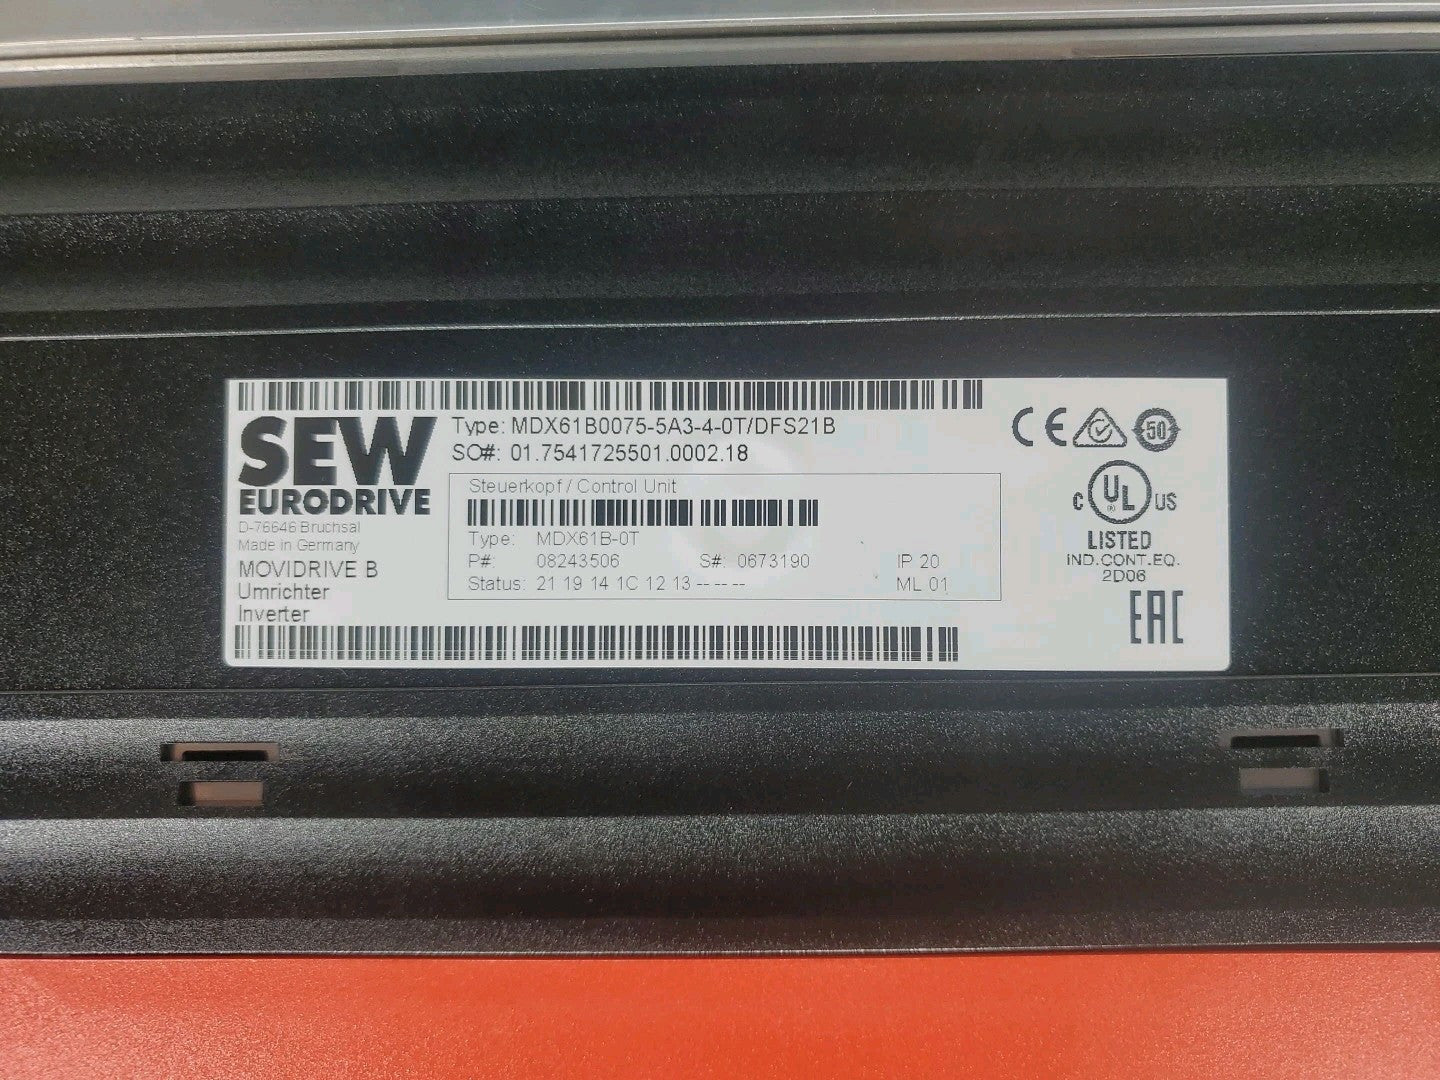 SEW
EURODRIVE
D-76646 Bruchsal
Made in Germany
MOVIDRIVE B
Umrichter
Inverter
Type: MDX61B0075-5A3-4-0T/DFS21B
SO#: 01.7541725501.0002.18
Steuerkopf / Control Unit
Type: MDX61B-0T
P#: 08243506 S#: 0673190 IP 20
Status: 21 19 14 1C 12 13 -- -- -- ML 01
CE 50
C UL US
LISTED
IND.CONT.EQ.
2D06
EAC